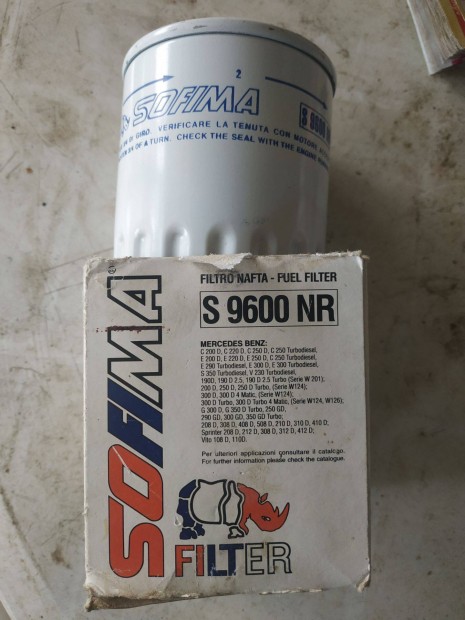 2
SOFIMA
S 9600 N
DI GIRO. VERIFICARE LA TENUTA CON MOTORE
OF A TURN. CHECK THE SEAL WITH THE ENGINE
SOFIMA®
FILTRO NAFTA - FUEL FILTER
S 9600 NR
MERCEDES BENZ:
C 200 D, C 220 D, C 250 D, C 250 Turbodiesel,
E 200 D, E 220 D, E 250 D, C 250 Turbodiesel,
E 290 Turbodiesel, E 300 D, E 300 Turbodiesel,
S 350 Turbodiesel, V 230 Turbodiesel,
190D, 190 D 2.5, 190 D 2.5 Turbo (Serie W 201);
200 D, 250 D, 250 D Turbo, (Serie W124);
300 D, 300 D 4 Matic, (Serie W124);
300 D Turbo, 300 D Turbo 4 Matic, (Serie W124, W126);
G 300 D, G 350 D Turbo, 250 GD,
290 GD, 300 GD, 350 GD Turbo;
208 D, 308 D, 408 D, 508 D, 210 D, 310 D, 410 D;
Sprinter 208 D, 212 D, 308 D, 312 D, 412 D;
Vito 108 D, 110D.
Per ulteriori applicazioni consultare il catalogo.
For further information please check the catalogue.
FILTER